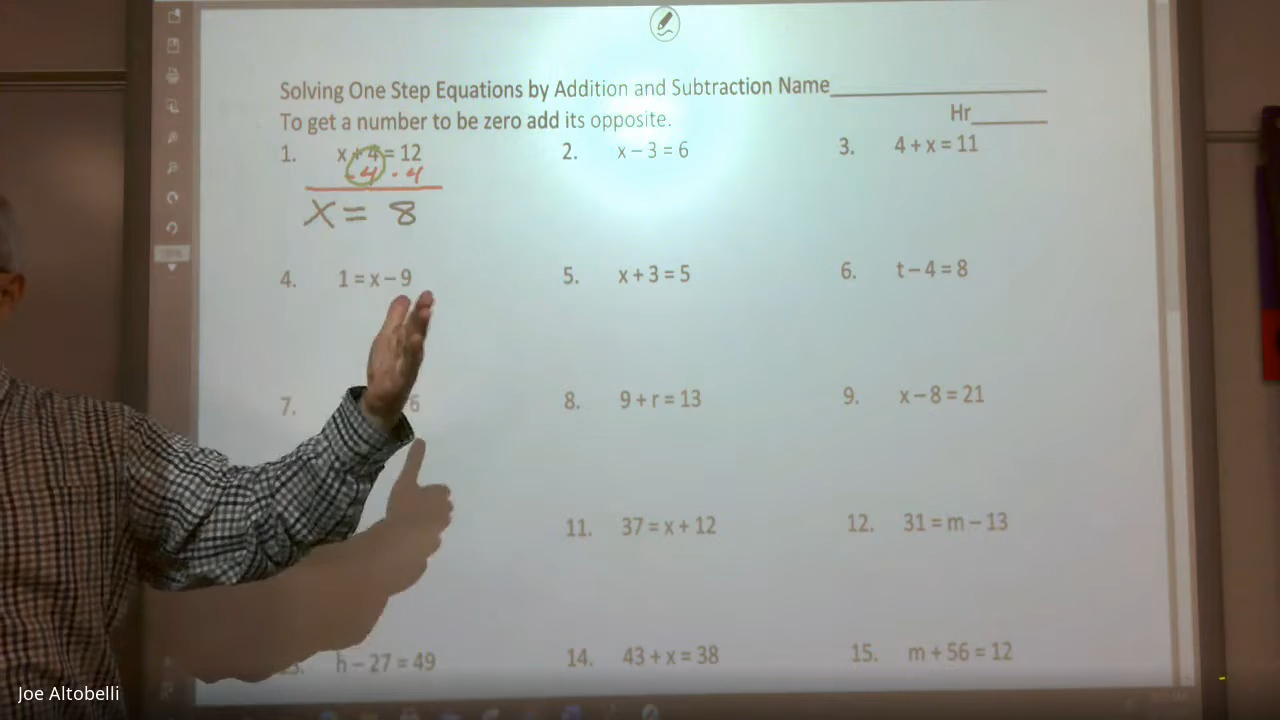 Solving One Step Equations by Addition and Subtraction Name
Hr
To get a number to be zero add its opposite.
1. x + 4 = 12
-4 -4
X = 8
2. x – 3 = 6
3. 4 + x = 11
4. 1 = x – 9
5. x + 3 = 5
6. t – 4 = 8
7. 6
8. 9 + r = 13
9. x – 8 = 21
11. 37 = x + 12
12. 31 = m – 13
h – 27 = 49
14. 43 + x = 38
15. m + 56 = 12
Joe Altobelli